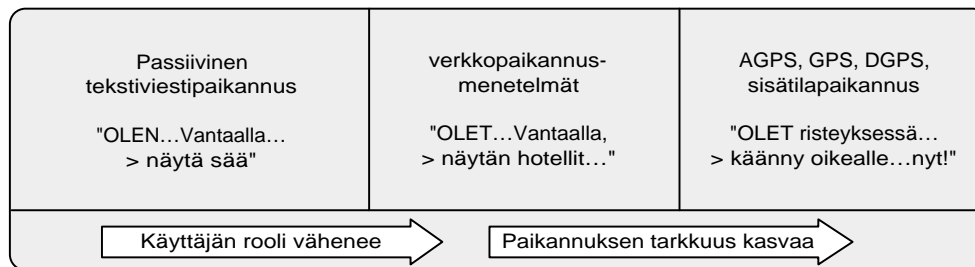 Passiivinen
tekstiviestipaikannus
"OLEN…Vantaalla…
> näytä sää"
verkkopaikannus-
menetelmät
"OLET…Vantaalla,
> näytän hotellit…"
AGPS, GPS, DGPS,
sisätilapaikannus
"OLET risteyksessä…
> käänny oikealle…nyt!"
Käyttäjän rooli vähenee
Paikannuksen tarkkuus kasvaa